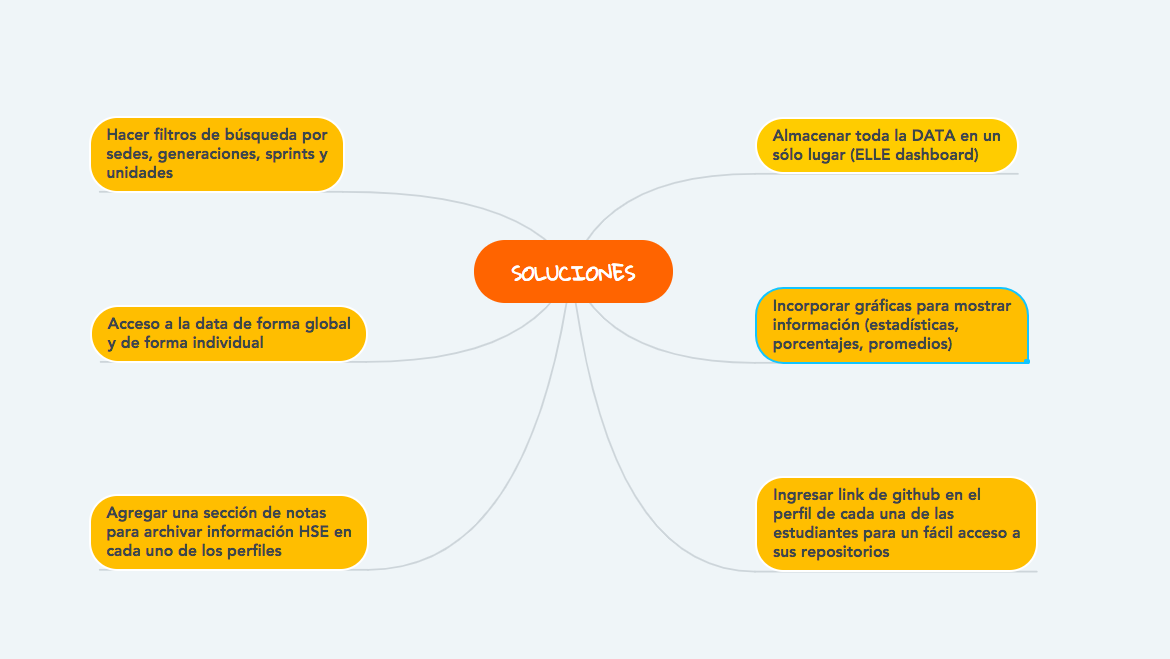 Hacer filtros de búsqueda por
sedes, generaciones, sprints y
unidades
Almacenar toda la DATA en un
sólo lugar (ELLE dashboard)
SOLUCIONES
Acceso a la data de forma global
y de forma individual
Incorporar gráficas para mostrar
información (estadísticas,
porcentajes, promedios)
Agregar una sección de notas
para archivar información HSE en
cada uno de los perfiles
Ingresar link de github en el
perfil de cada una de las
estudiantes para un fácil acceso a
sus repositorios